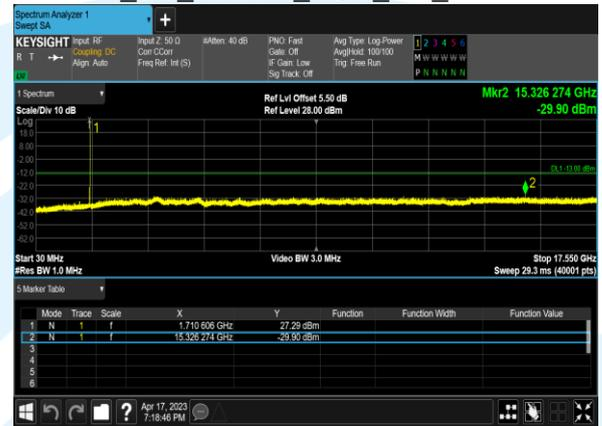 Spectrum Analyzer 1
Swept SA
+
KEYSIGHT Input: RF Input Z: 50 Ω #Atten: 40 dB PNO: Fast Avg Type: Log-Power 1 2 3 4 5 6
R T Coupling: DC Corr CCorr Gate: Off Avg|Hold: 100/100 M W W W W W
Align: Auto Freq Ref: Int (S) IF Gain: Low Trig: Free Run P N N N N N
Sig Track: Off
1 Spectrum
Ref Lvl Offset 5.50 dB Mkr2 15.326 274 GHz
Scale/Div 10 dB Ref Level 28.00 dBm -29.90 dBm
Log
1
18.0
8.00
-2.00
DL1 -13.00 dBm
-12.0
-22.0
2
-32.0
-42.0
-52.0
-62.0
Start 30 MHz Video BW 3.0 MHz Stop 17.550 GHz
#Res BW 1.0 MHz Sweep 29.3 ms (40001 pts)
5 Marker Table
Mode Trace Scale X Y Function Function Width Function Value
1 N 1 f 1.710 606 GHz 27.29 dBm
2 N 1 f 15.326 274 GHz -29.90 dBm
3
4
5
6
? Apr 17, 2023
7:18:46 PM